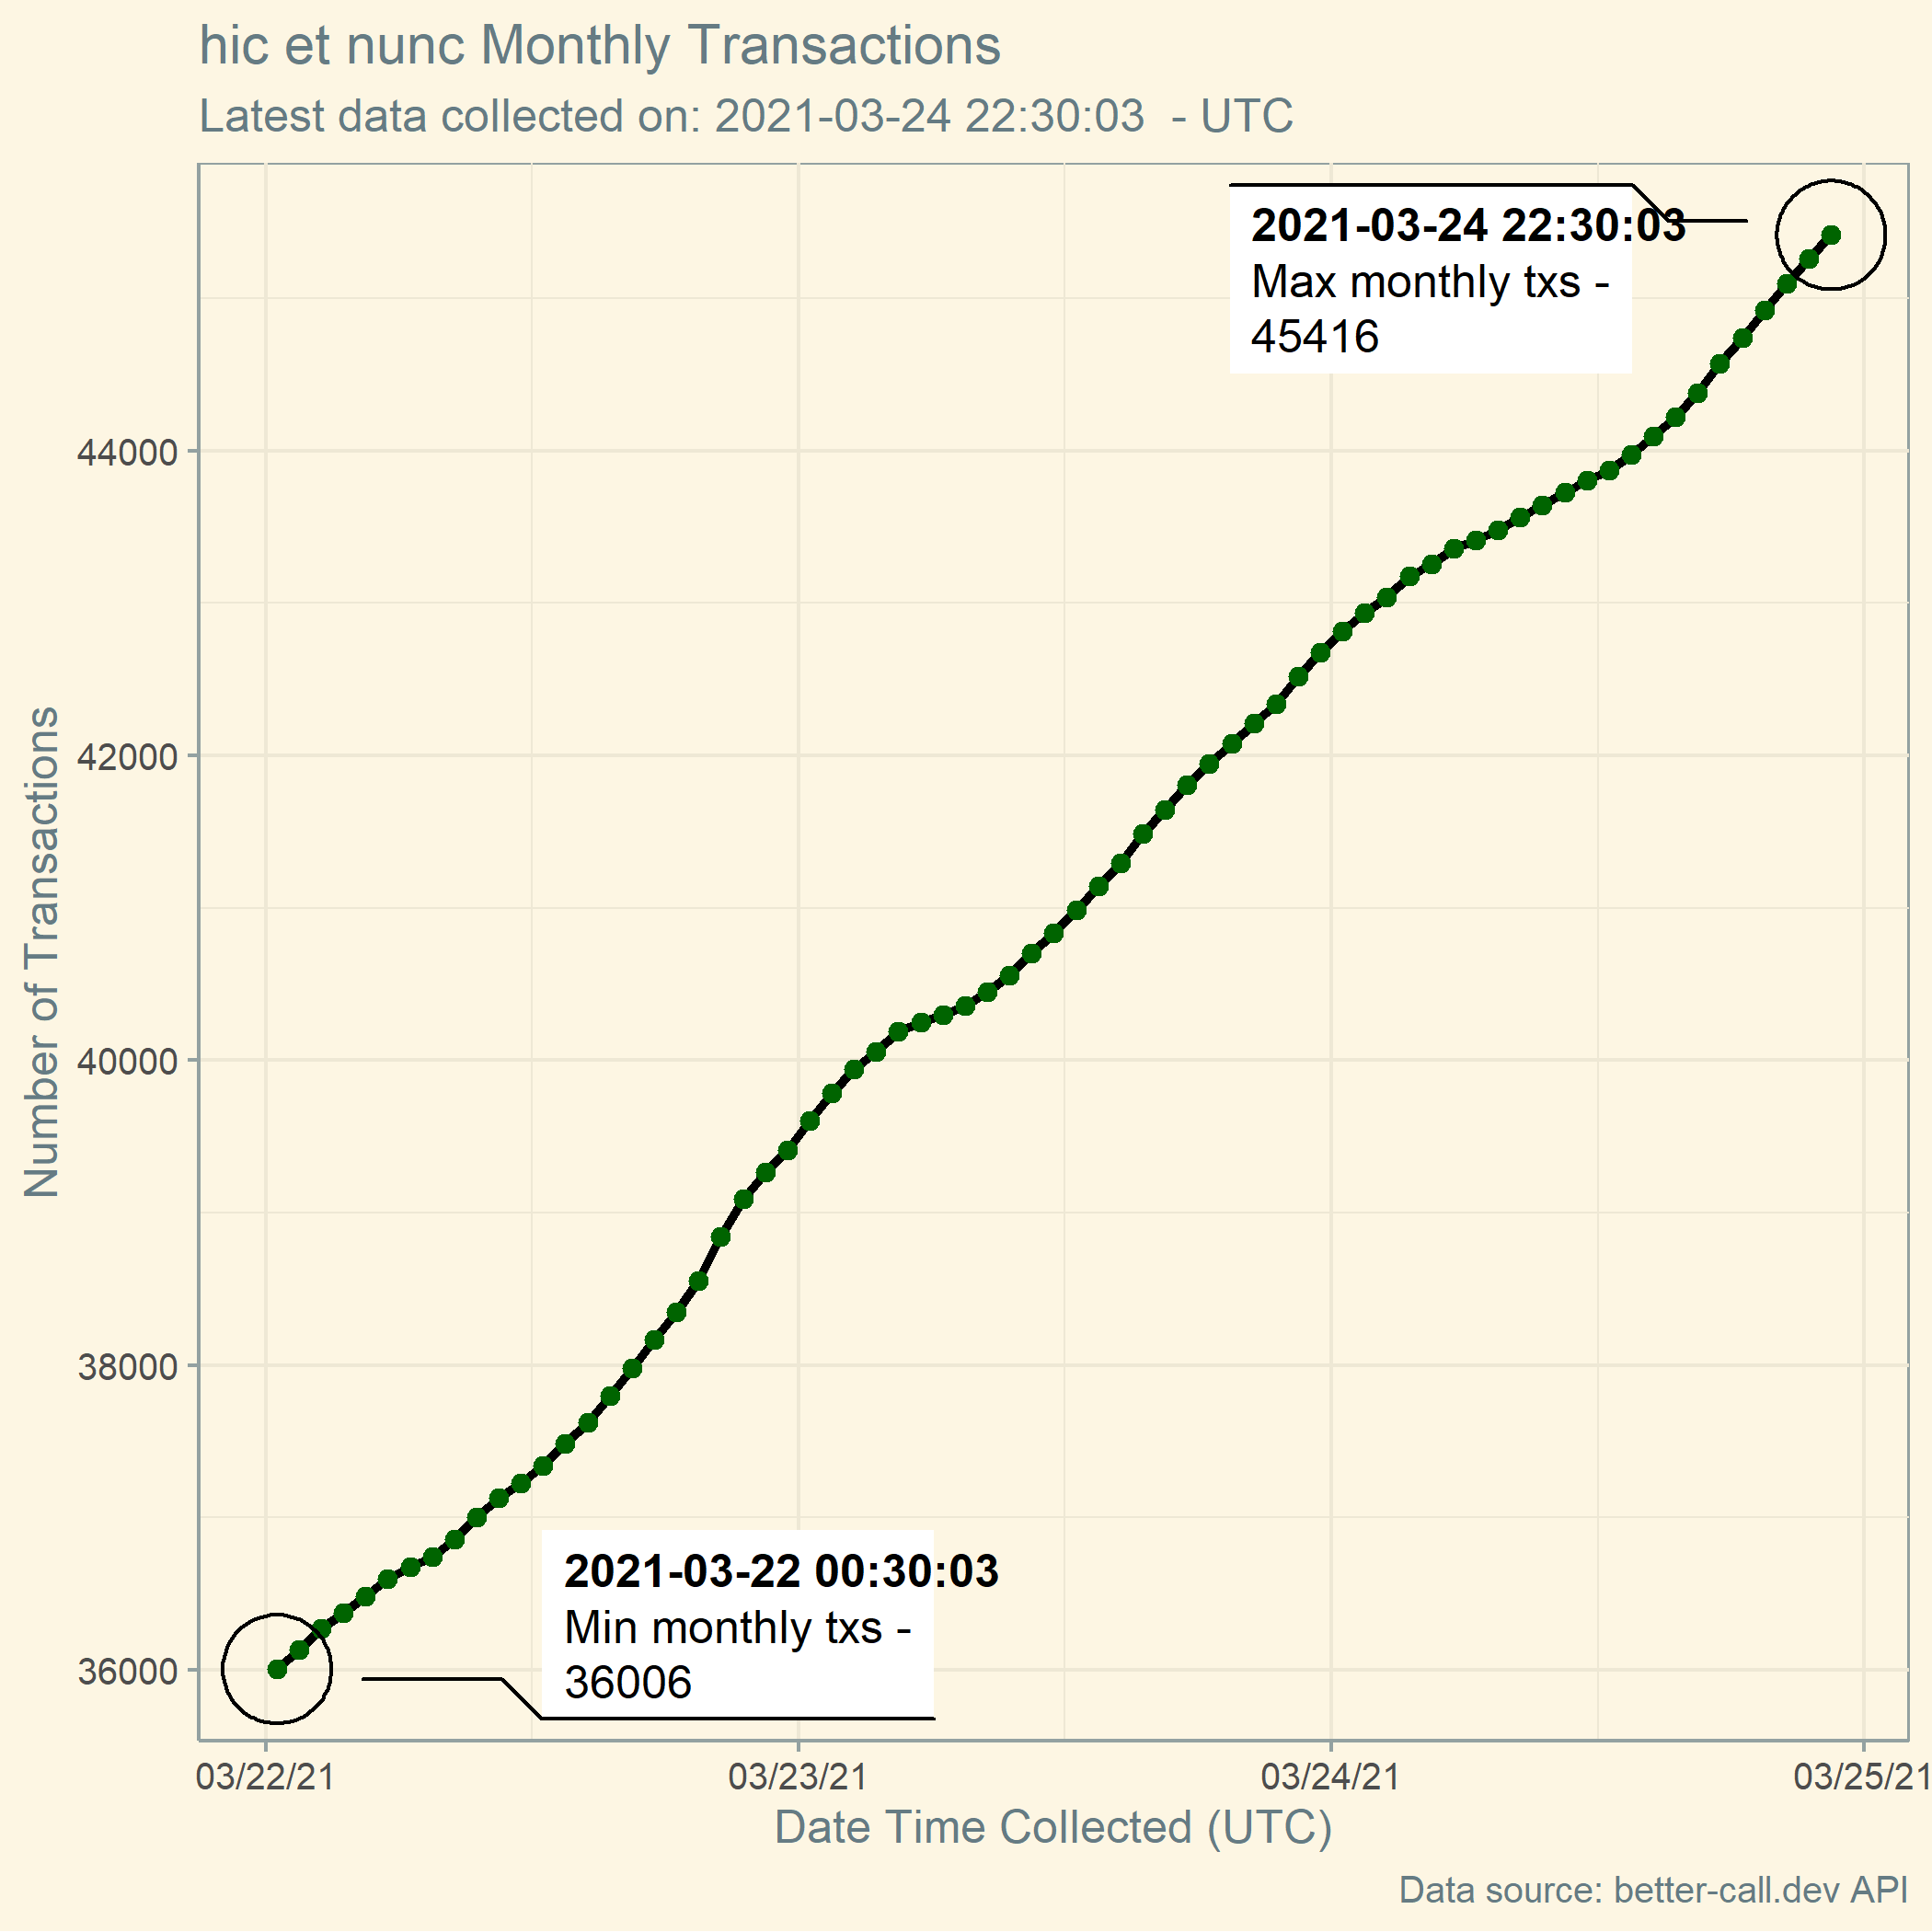 hic et nunc Monthly Transactions
Latest data collected on: 2021-03-24 22:30:03  - UTC
2021-03-24 22:30:03
Max monthly txs -
45416
44000
42000
40000
38000
36000
Number of Transactions
2021-03-22 00:30:03
Min monthly txs -
36006
03/22/21
03/23/21
03/24/21
03/25/21
Date Time Collected (UTC)
Data source: better-call.dev API